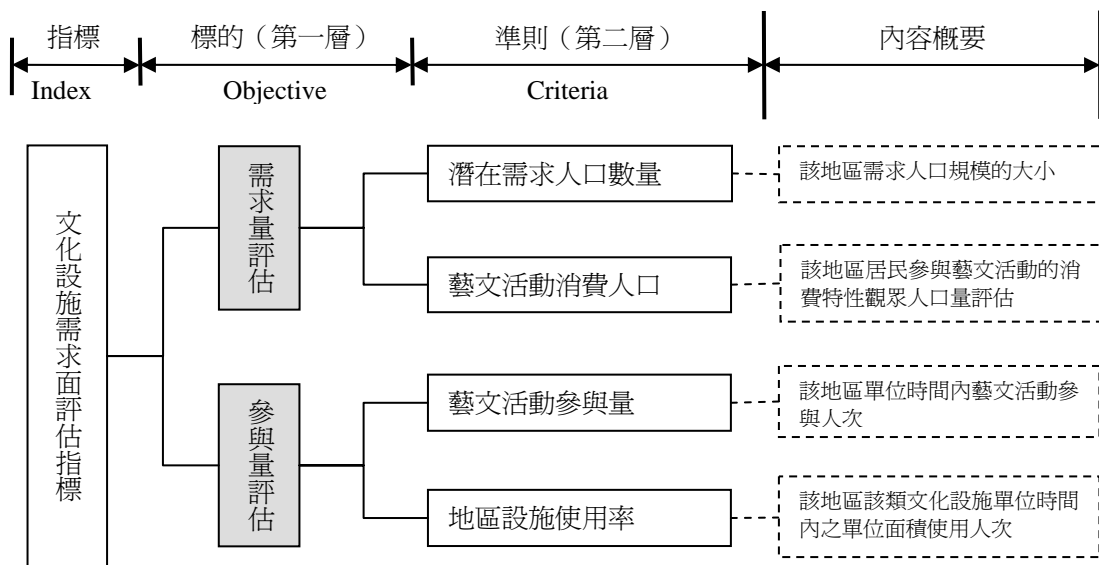 指標
標的（第一層）
準則（第二層）
內容概要
Index
Objective
Criteria
文化設施需求面評估指標
需求量評估
潛在需求人口數量
該地區需求人口規模的大小
藝文活動消費人口
該地區居民參與藝文活動的消
費特性觀眾人口量評估
參與量評估
藝文活動參與量
該地區單位時間內藝文活動參
與人次
地區設施使用率
該地區該類文化設施單位時間
內之單位面積使用人次